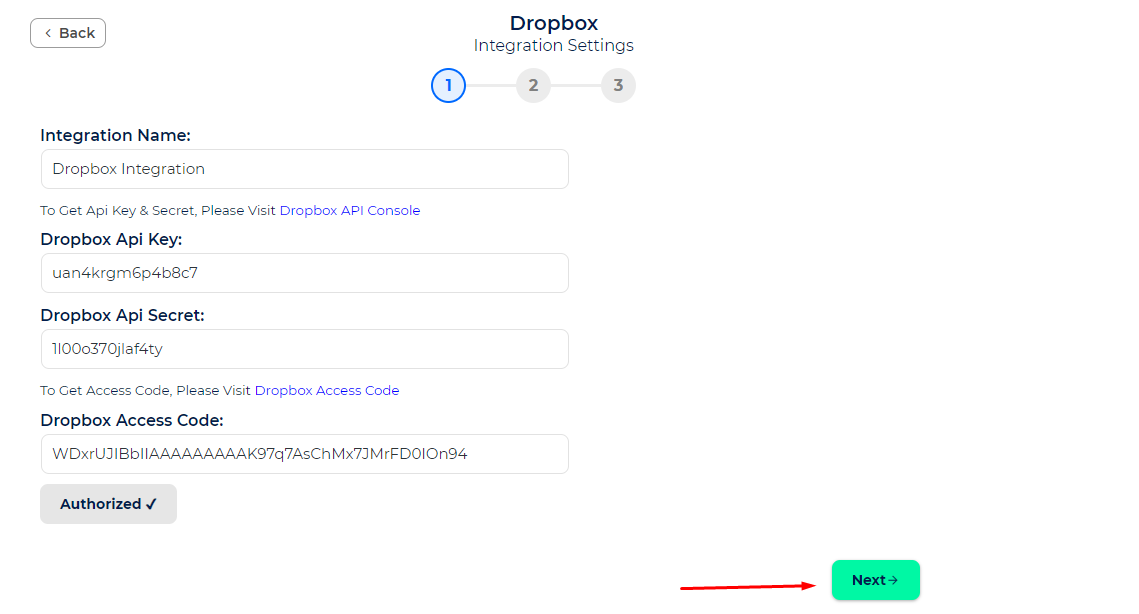 Back
Dropbox
Integration Settings
1 2 3
Integration Name:
Dropbox Integration
To Get Api Key & Secret, Please Visit Dropbox API Console
Dropbox Api Key:
uan4krgm6p4b8c7
Dropbox Api Secret:
1l00o370jlaf4ty
To Get Access Code, Please Visit Dropbox Access Code
Dropbox Access Code:
WDxrUJIBbIIAAAAAAAAAK97q7AsChMx7JMrFD0IOn94
Authorized ✓
Next→